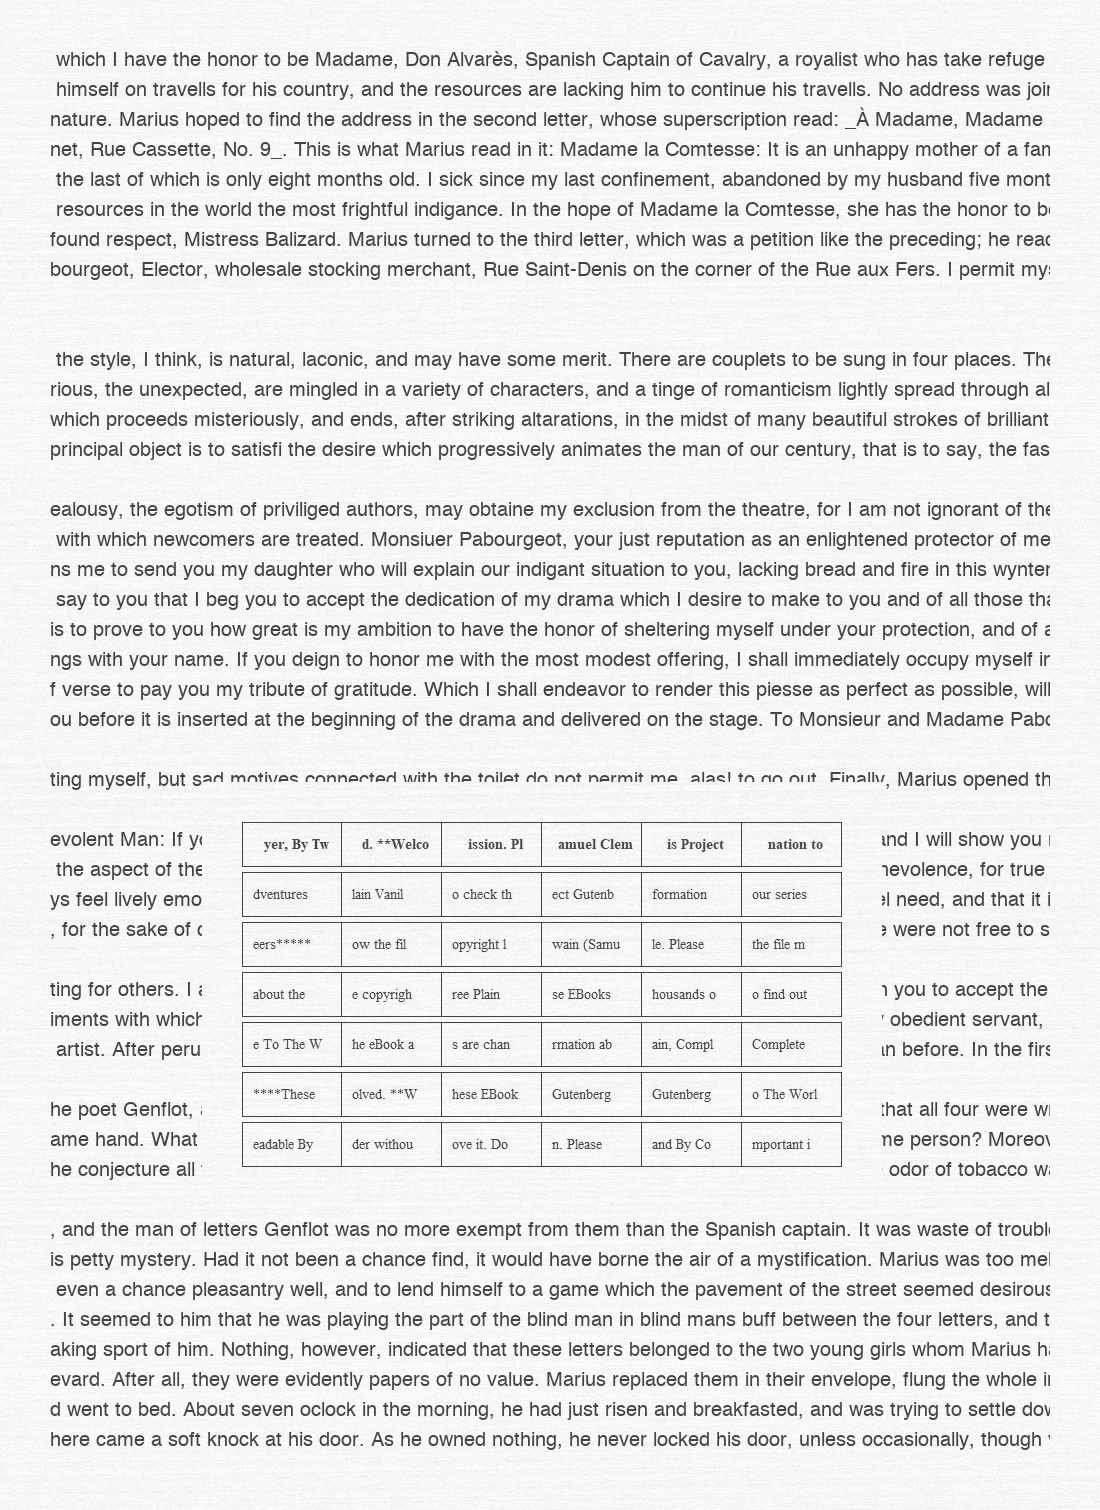 which I have the honor to be Madame, Don Alvarès, Spanish Captain of Cavalry, a royalist who has take refuge
himself on travells for his country, and the resources are lacking him to continue his travells. No address was joi
nature. Marius hoped to find the address in the second letter, whose superscription read: _À Madame, Madame
net, Rue Cassette, No. 9_. This is what Marius read in it: Madame la Comtesse: It is an unhappy mother of a fam
the last of which is only eight months old. I sick since my last confinement, abandoned by my husband five mont
resources in the world the most frightful indigance. In the hope of Madame la Comtesse, she has the honor to be
found respect, Mistress Balizard. Marius turned to the third letter, which was a petition like the preceding; he read
bourgeot, Elector, wholesale stocking merchant, Rue Saint-Denis on the corner of the Rue aux Fers. I permit mys
the style, I think, is natural, laconic, and may have some merit. There are couplets to be sung in four places. The
rious, the unexpected, are mingled in a variety of characters, and a tinge of romanticism lightly spread through al
which proceeds misteriously, and ends, after striking altarations, in the midst of many beautiful strokes of brilliant
principal object is to satisfi the desire which progressively animates the man of our century, that is to say, the fas
ealousy, the egotism of priviliged authors, may obtaine my exclusion from the theatre, for I am not ignorant of the
with which newcomers are treated. Monsiuer Pabourgeot, your just reputation as an enlightened protector of me
ns me to send you my daughter who will explain our indigant situation to you, lacking bread and fire in this wynter
say to you that I beg you to accept the dedication of my drama which I desire to make to you and of all those tha
is to prove to you how great is my ambition to have the honor of sheltering myself under your protection, and of a
ngs with your name. If you deign to honor me with the most modest offering, I shall immediately occupy myself in
f verse to pay you my tribute of gratitude. Which I shall endeavor to render this piesse as perfect as possible, will
ou before it is inserted at the beginning of the drama and delivered on the stage. To Monsieur and Madame Pabo
ting myself, but sad motives connected with the toilet do not permit me, alas! to go out. Finally, Marius opened th
evolent Man: If yo and I will show you
the aspect of the nevolence, for true
ys feel lively emo el need, and that it i
, for the sake of e were not free to s
ting for others. I a you to accept the
iments with which obedient servant,
artist. After peru an before. In the firs
he poet Genflot, that all four were w
ame hand. What me person? Moreov
he conjecture all odor of tobacco wa
yer, By Tw d. **Welco ission. Pl amuel Clem is Project nation to
dventures lain Vanil o check th ect Gutenb formation our series
eers***** ow the fil opyright l wain (Samu le. Please the file m
about the e copyrigh ree Plain se EBooks housands o o find out
e To The W he eBook a s are chan rmation ab ain, Compl Complete
****These olved. **W hese EBook Gutenberg Gutenberg o The Worl
eadable By der withou ove it. Do n. Please and By Co mportant i
, and the man of letters Genflot was no more exempt from them than the Spanish captain. It was waste of trouble
is petty mystery. Had it not been a chance find, it would have borne the air of a mystification. Marius was too mel
even a chance pleasantry well, and to lend himself to a game which the pavement of the street seemed desirous
. It seemed to him that he was playing the part of the blind man in blind mans buff between the four letters, and t
aking sport of him. Nothing, however, indicated that these letters belonged to the two young girls whom Marius ha
evard. After all, they were evidently papers of no value. Marius replaced them in their envelope, flung the whole in
d went to bed. About seven oclock in the morning, he had just risen and breakfasted, and was trying to settle dow
here came a soft knock at his door. As he owned nothing, he never locked his door, unless occasionally, though